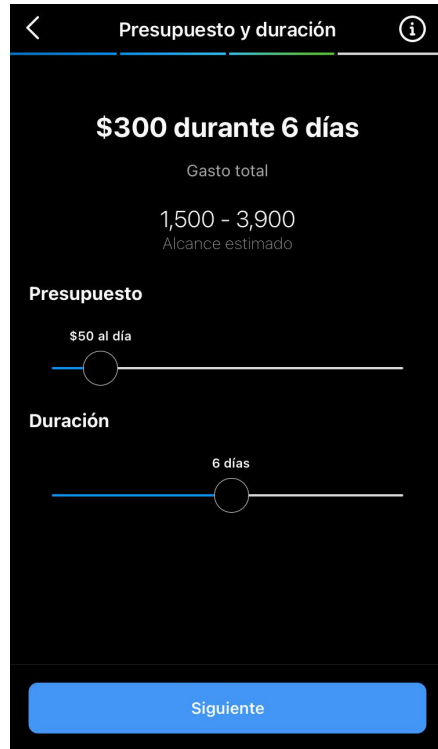 Presupuesto y duración
$300 durante 6 días
Gasto total
1,500 - 3,900
Alcance estimado
Presupuesto
$50 al día
Duración
6 días
Siguiente